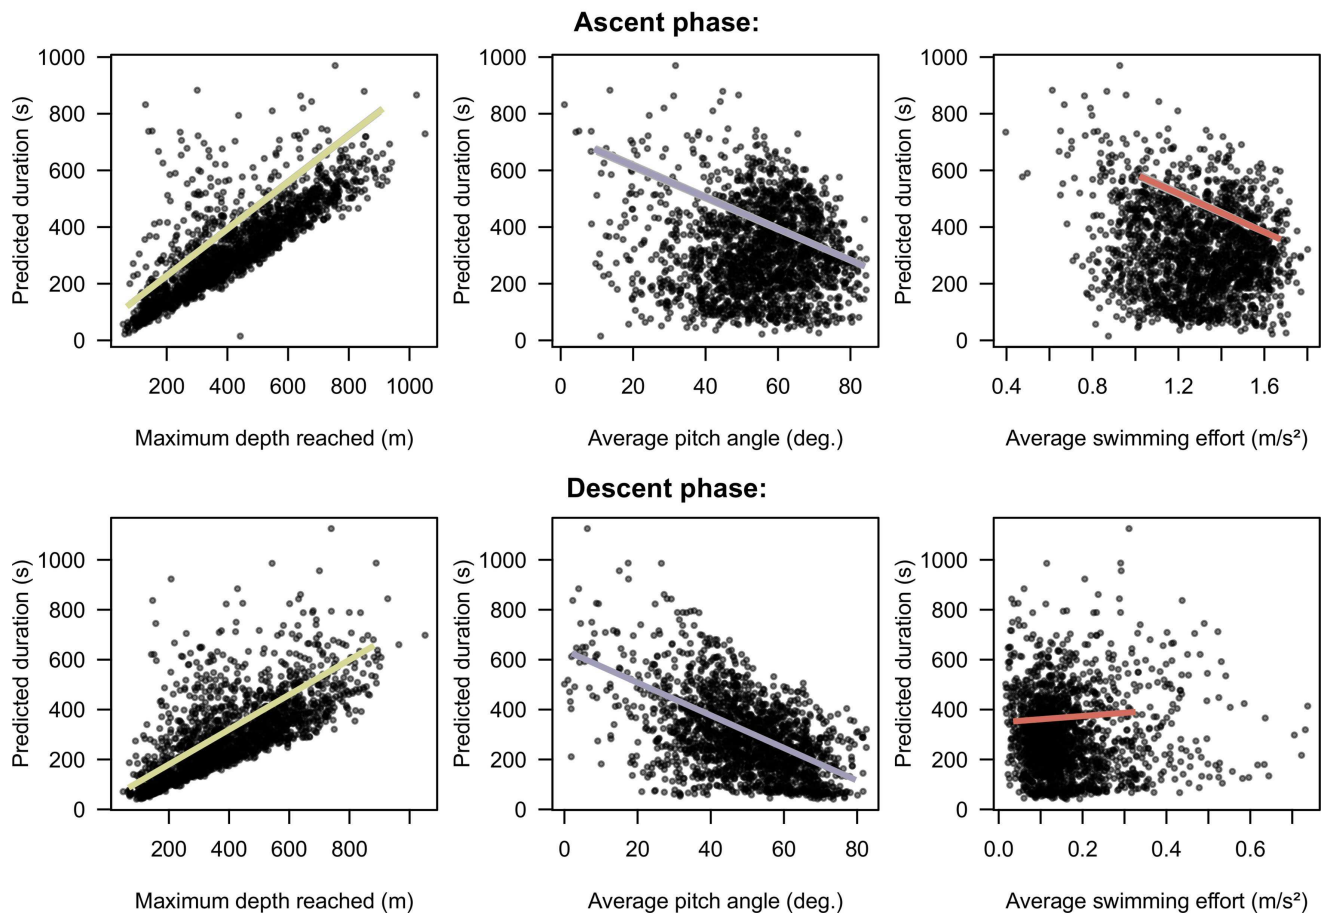 Ascent phase:
Predicted duration (s)
1000
800
600
400
200
0
200 400 600 800 1000
Maximum depth reached (m)
Predicted duration (s)
1000
800
600
400
200
0
0 20 40 60 80
Average pitch angle (deg.)
Predicted duration (s)
1000
800
600
400
200
0
0.4 0.8 1.2 1.6
Average swimming effort (m/s²)
Descent phase:
Predicted duration (s)
1000
800
600
400
200
0
200 400 600 800
Maximum depth reached (m)
Predicted duration (s)
1000
800
600
400
200
0
0 20 40 60 80
Average pitch angle (deg.)
Predicted duration (s)
1000
800
600
400
200
0
0.0 0.2 0.4 0.6
Average swimming effort (m/s²)